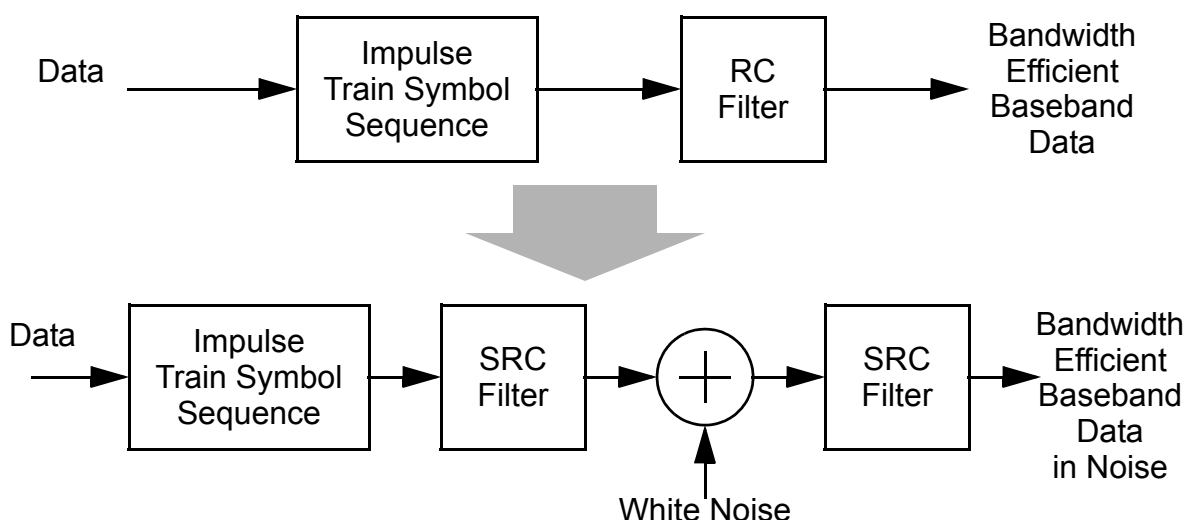 Data
Impulse
Train Symbol
Sequence
RC
Filter
Bandwidth
Efficient
Baseband
Data
Data
Impulse
Train Symbol
Sequence
SRC
Filter
SRC
Filter
Bandwidth
Efficient
Baseband
Data
in Noise
White Noise